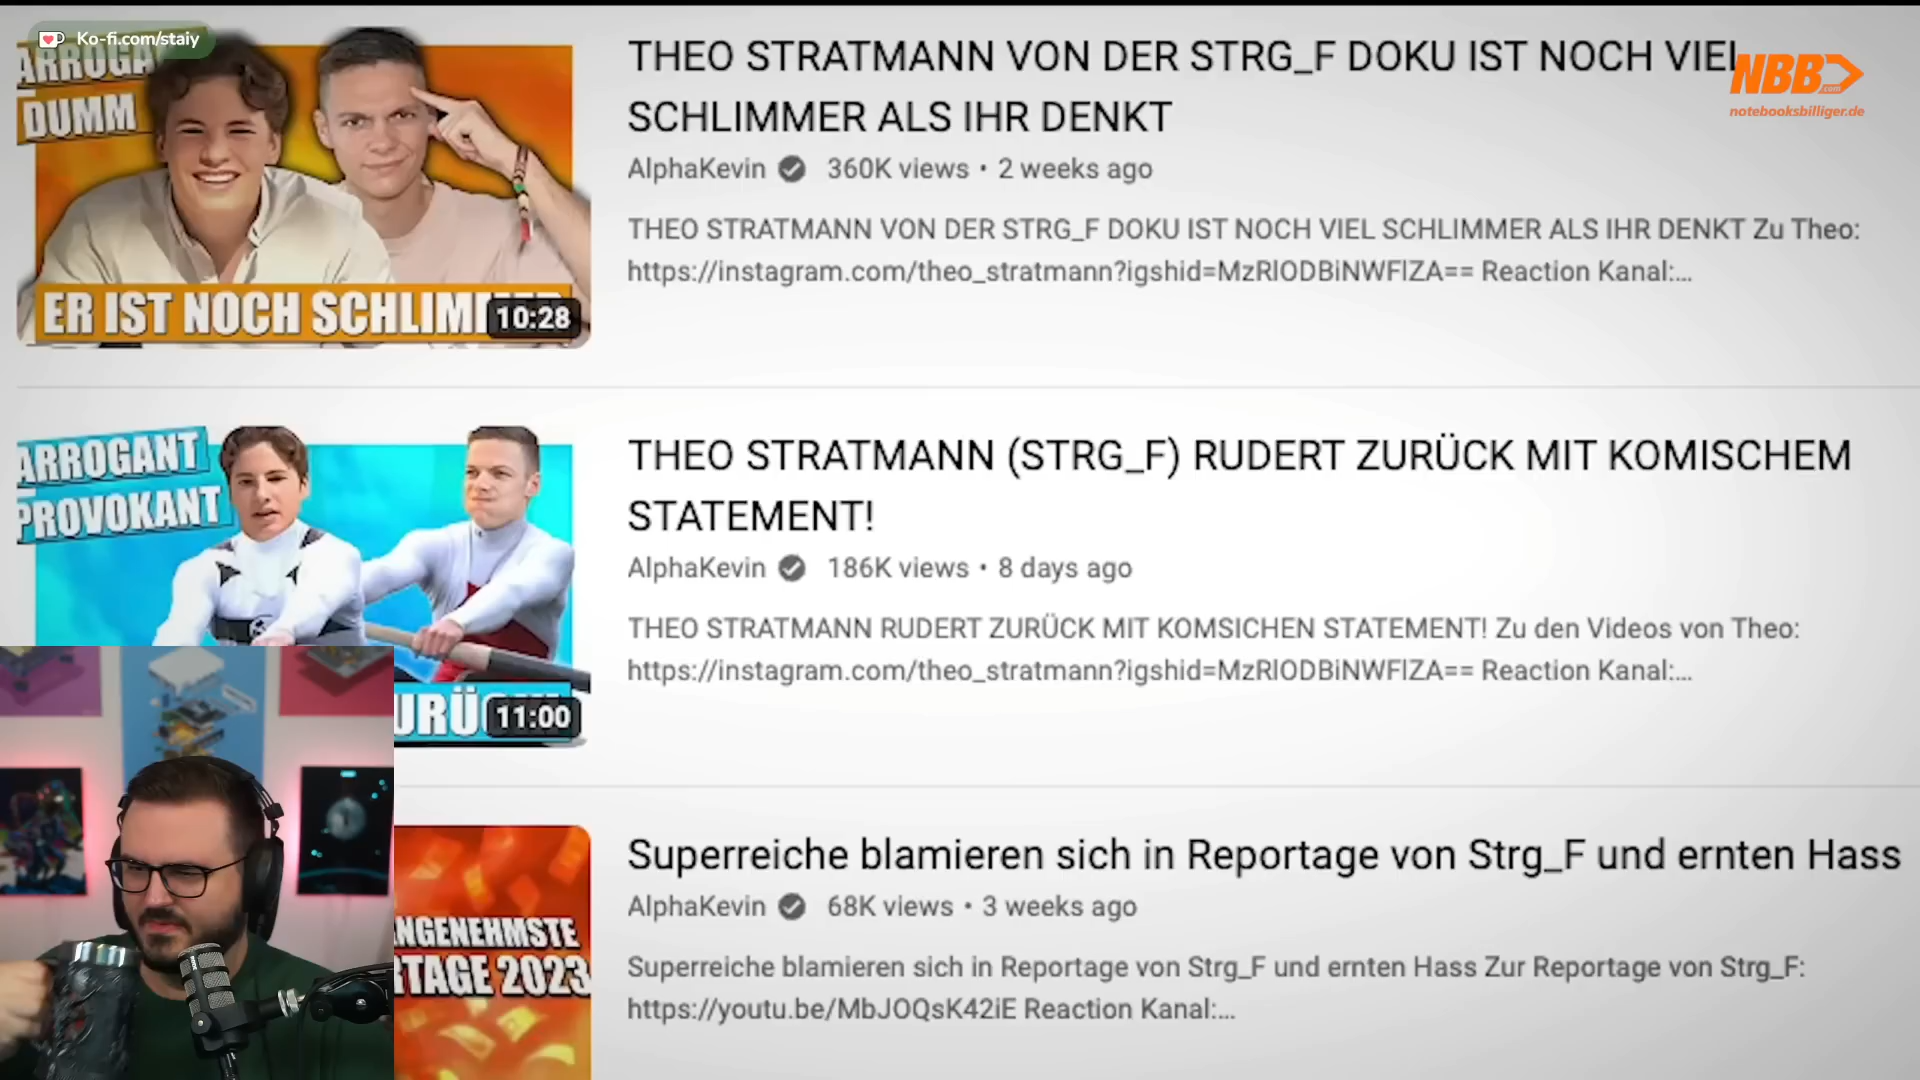 Ko-fi.com/staiy
DUMM
ER IST NOCH
10:28
THEO STRATMANN VON DER STRG_F DOKU IST NOCH VIEL
SCHLIMMER ALS IHR DENKT
AlphaKevin 360K views • 2 weeks ago
THEO STRATMANN VON DER STRG_F DOKU IST NOCH VIEL SCHLIMMER ALS IHR DENKT Zu Theo:
https://instagram.com/theo_stratmann?igshid=MzRlODBiNWFlZA== Reaction Kanal:...
NBB.com
notebooksbilliger.de
ARROGANT
PROVOKANT
11:00
THEO STRATMANN (STRG_F) RUDERT ZURÜCK MIT KOMISCHEM
STATEMENT!
AlphaKevin 186K views • 8 days ago
THEO STRATMANN RUDERT ZURÜCK MIT KOMSICHEN STATEMENT! Zu den Videos von Theo:
https://instagram.com/theo_stratmann?igshid=MzRlODBiNWFlZA== Reaction Kanal:...
NGENEHMSTE
RTAGE 2023
Superreiche blamieren sich in Reportage von Strg_F und ernten Hass
AlphaKevin 68K views • 3 weeks ago
Superreiche blamieren sich in Reportage von Strg_F und ernten Hass Zur Reportage von Strg_F:
https://youtu.be/MbJOQsK42iE Reaction Kanal:...